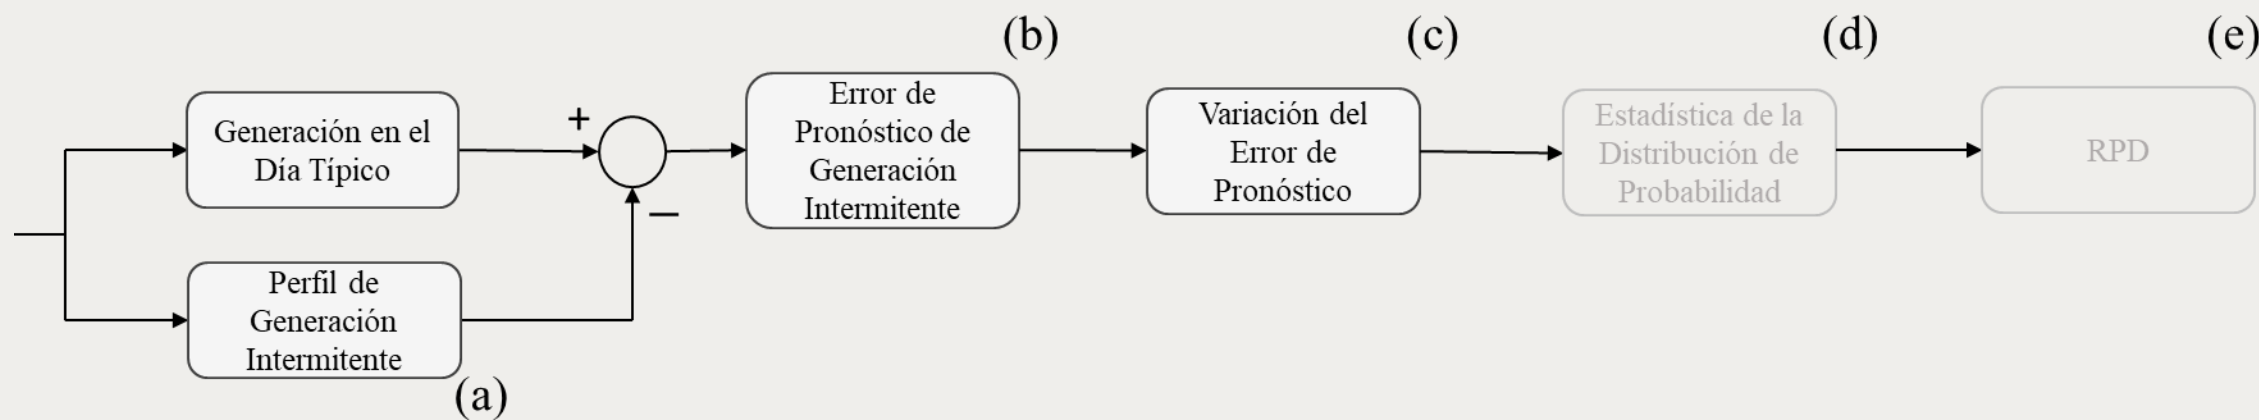 (b)
(c)
(d)
(e)
Generación en el
Día Típico
+
−
Error de
Pronóstico de
Generación
Intermitente
Variación del
Error de
Pronóstico
Estadística de la
Distribución de
Probabilidad
RPD
Perfil de
Generación
Intermitente
(a)